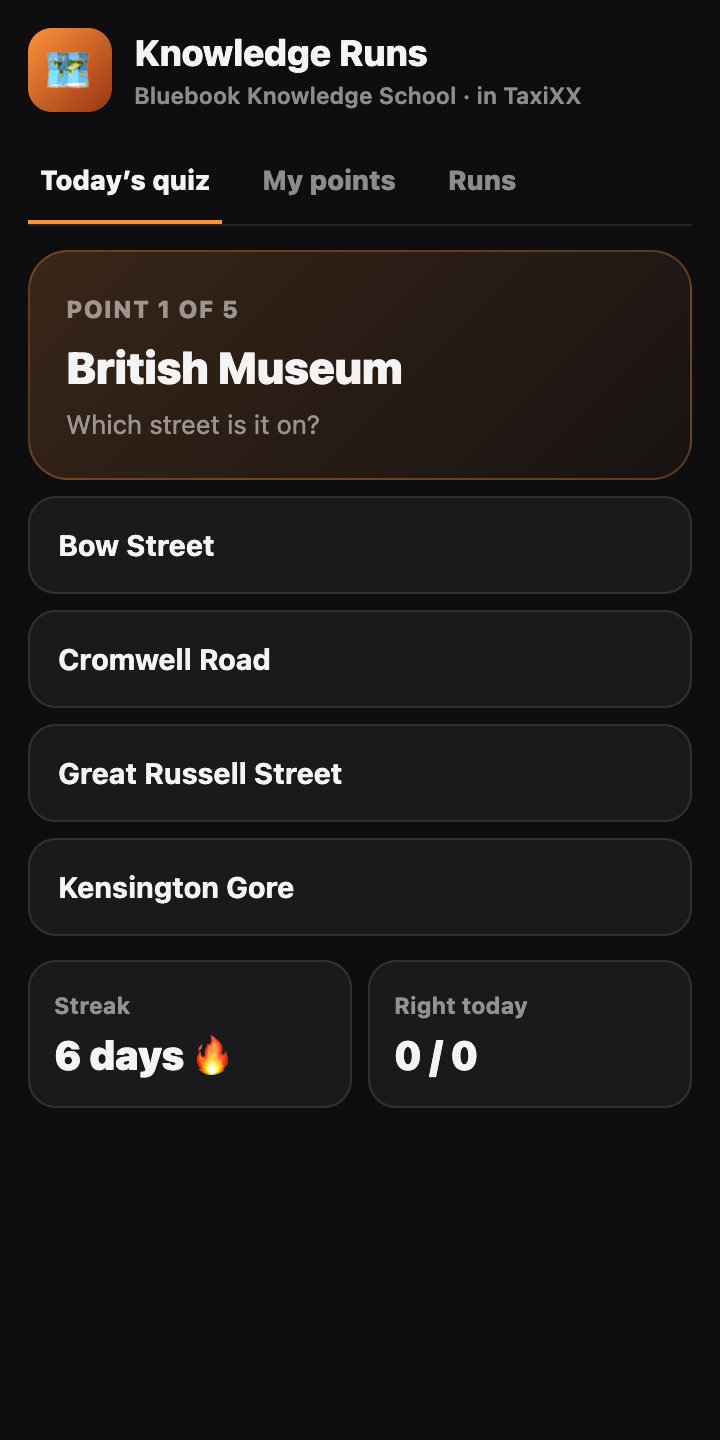 Knowledge Runs
Bluebook Knowledge School · in TaxiXX
Today’s quiz
My points
Runs
POINT 1 OF 5
British Museum
Which street is it on?
Bow Street
Cromwell Road
Great Russell Street
Kensington Gore
Streak
6 days 🔥
Right today
0 / 0